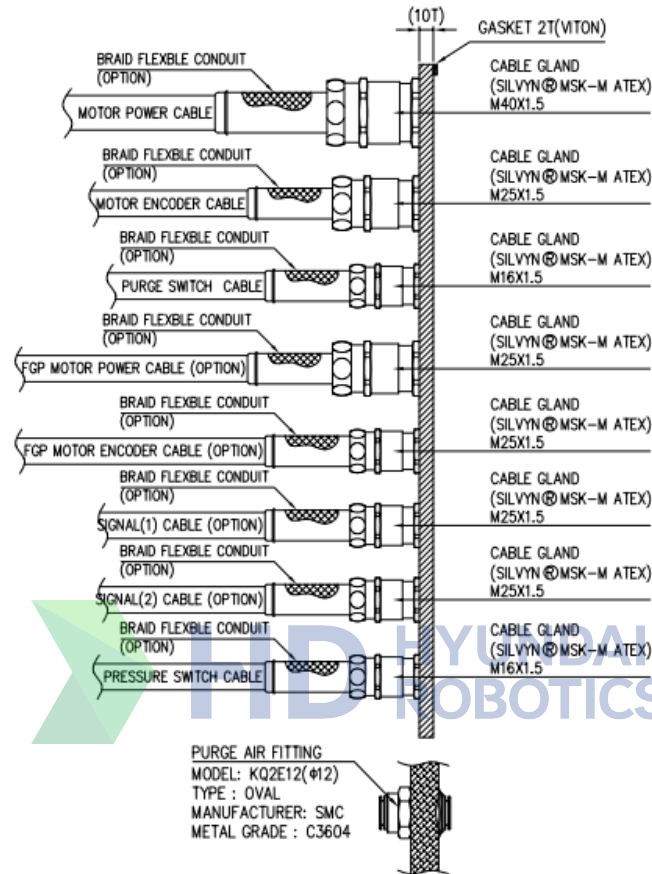 (10T)
GASKET 2T(VITON)
BRAID FLEXBLE CONDUIT
(OPTION)
MOTOR POWER CABLE
CABLE GLAND
(SILVYN® MSK-M ATEX)
M40X1.5
BRAID FLEXBLE CONDUIT
(OPTION)
MOTOR ENCODER CABLE
CABLE GLAND
(SILVYN® MSK-M ATEX)
M25X1.5
BRAID FLEXBLE CONDUIT
(OPTION)
PURGE SWITCH CABLE
CABLE GLAND
(SILVYN® MSK-M ATEX)
M16X1.5
BRAID FLEXBLE CONDUIT
(OPTION)
FGP MOTOR POWER CABLE (OPTION)
CABLE GLAND
(SILVYN® MSK-M ATEX)
M25X1.5
BRAID FLEXBLE CONDUIT
(OPTION)
FGP MOTOR ENCODER CABLE (OPTION)
CABLE GLAND
(SILVYN® MSK-M ATEX)
M25X1.5
BRAID FLEXBLE CONDUIT
(OPTION)
SIGNAL(1) CABLE (OPTION)
CABLE GLAND
(SILVYN® MSK-M ATEX)
M25X1.5
BRAID FLEXBLE CONDUIT
(OPTION)
SIGNAL(2) CABLE (OPTION)
CABLE GLAND
(SILVYN® MSK-M ATEX)
M25X1.5
BRAID FLEXBLE CONDUIT
(OPTION)
PRESSURE SWITCH CABLE
CABLE GLAND
(SILVYN® MSK-M ATEX)
M16X1.5
HD HYUNDAI
ROBOTICS
PURGE AIR FITTING
MODEL: KQ2E12(Φ12)
TYPE : OVAL
MANUFACTURER: SMC
METAL GRADE : C3604